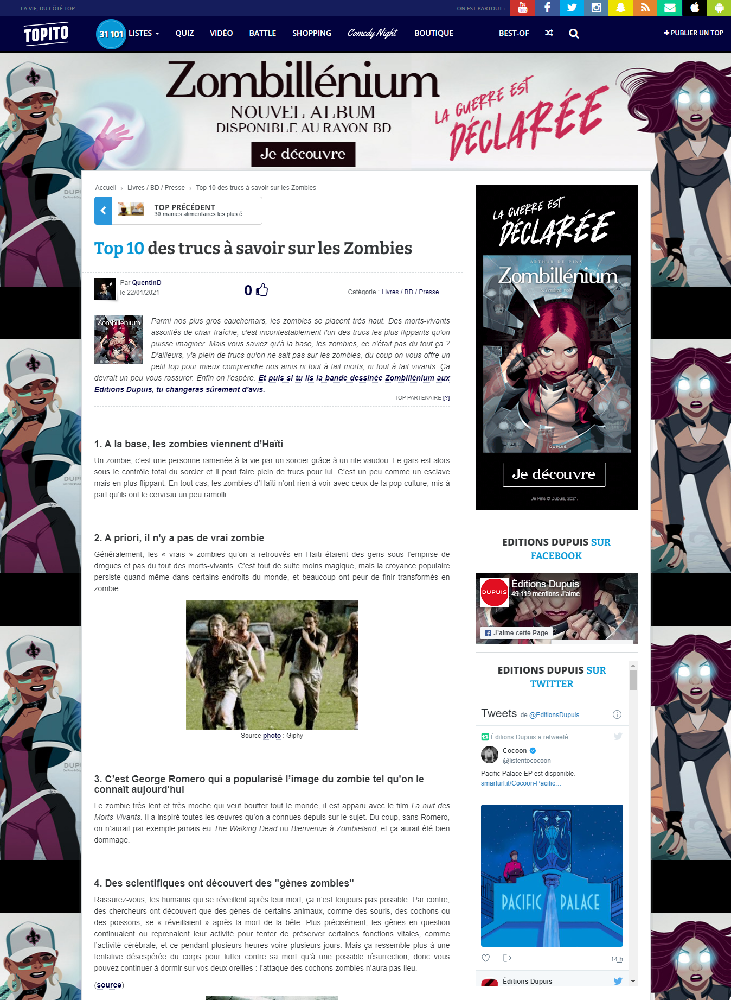 LA VIE, DU CÔTÉ TOP
ON EST PARTOUT :
You Tube
TOPITO
31 101
LISTES
QUIZ
VIDÉO
BATTLE
SHOPPING
Comedy Night
BOUTIQUE
BEST-OF
PUBLIER UN TOP
Zombillénium
NOUVEL ALBUM
DISPONIBLE AU RAYON BD
Je découvre
LA GUERRE EST
DÉCLARÉE
Accueil › Livres / BD / Presse › Top 10 des trucs à savoir sur les Zombies
TOP PRÉCÉDENT
30 manies alimentaires les plus é ...
Top 10 des trucs à savoir sur les Zombies
Par QuentinD
le 22/01/2021
0
Catégorie : Livres / BD / Presse
Zombillénium
Parmi nos plus gros cauchemars, les zombies se placent très haut. Des morts-vivants
assoiffés de chair fraîche, c'est incontestablement l'un des trucs les plus flippants qu'on
puisse imaginer. Mais vous saviez qu'à la base, les zombies, ce n'était pas du tout ça ?
D'ailleurs, y'a plein de trucs qu'on ne sait pas sur les zombies, du coup on vous offre un
petit top pour mieux comprendre nos amis ni tout à fait morts, ni tout à fait vivants. Ça
devrait un peu vous rassurer. Enfin on l'espère. Et puis si tu lis la bande dessinée Zombillénium aux
Editions Dupuis, tu changeras sûrement d'avis.
TOP PARTENAIRE [?]
1. A la base, les zombies viennent d’Haïti
Un zombie, c’est une personne ramenée à la vie par un sorcier grâce à un rite vaudou. Le gars est alors
sous le contrôle total du sorcier et il peut faire plein de trucs pour lui. C’est un peu comme un esclave
mais en plus flippant. En tout cas, les zombies d’Haïti n’ont rien à voir avec ceux de la pop culture, mis à
part qu’ils ont le cerveau un peu ramolli.
2. A priori, il n'y a pas de vrai zombie
Généralement, les « vrais » zombies qu’on a retrouvés en Haïti étaient des gens sous l’emprise de
drogues et pas du tout des morts-vivants. C’est tout de suite moins magique, mais la croyance populaire
persiste quand même dans certains endroits du monde, et beaucoup ont peur de finir transformés en
zombie.
Source photo : Giphy
3. C’est George Romero qui a popularisé l’image du zombie tel qu'on le
connaît aujourd'hui
Le zombie très lent et très moche qui veut bouffer tout le monde, il est apparu avec le film La nuit des
Morts-Vivants. Il a inspiré toutes les œuvres qu’on a connues depuis sur le sujet. Du coup, sans Romero,
on n’aurait par exemple jamais eu The Walking Dead ou Bienvenue à Zombieland, et ça aurait été bien
dommage.
4. Des scientifiques ont découvert des "gènes zombies"
Rassurez-vous, les humains qui se réveillent après leur mort, ça n’est toujours pas possible. Par contre,
des chercheurs ont découvert que des gènes de certains animaux, comme des souris, des cochons ou
des poissons, se « réveillaient » après la mort de la bête. Plus précisément, les gènes en question
continuaient ou reprenaient leur activité pour tenter de préserver certaines fonctions vitales, comme
l’activité cérébrale, et ce pendant plusieurs heures voire plusieurs jours. Mais ça ressemble plus à une
tentative désespérée du corps pour lutter contre sa mort qu’à une possible résurrection, donc vous
pouvez continuer à dormir sur vos deux oreilles : l’attaque des cochons-zombies n’aura pas lieu.
(source)
LA GUERRE EST
DÉCLARÉE
ARTHUR DE PINS
Zombillénium
5. Vendredi noir
DUPUIS
Je découvre
De Pins © Dupuis, 2021.
EDITIONS DUPUIS SUR
FACEBOOK
DUPUIS
Éditions Dupuis
49 119 mentions J’aime
J’aime cette Page
EDITIONS DUPUIS SUR
TWITTER
Tweets de @EditionsDupuis
Éditions Dupuis a retweeté
Cocoon
@listentococoon
Pacific Palace EP est disponible.
smarturl.it/Cocoon-Pacific…
PACIFIC PALACE
14 h
Éditions Dupuis